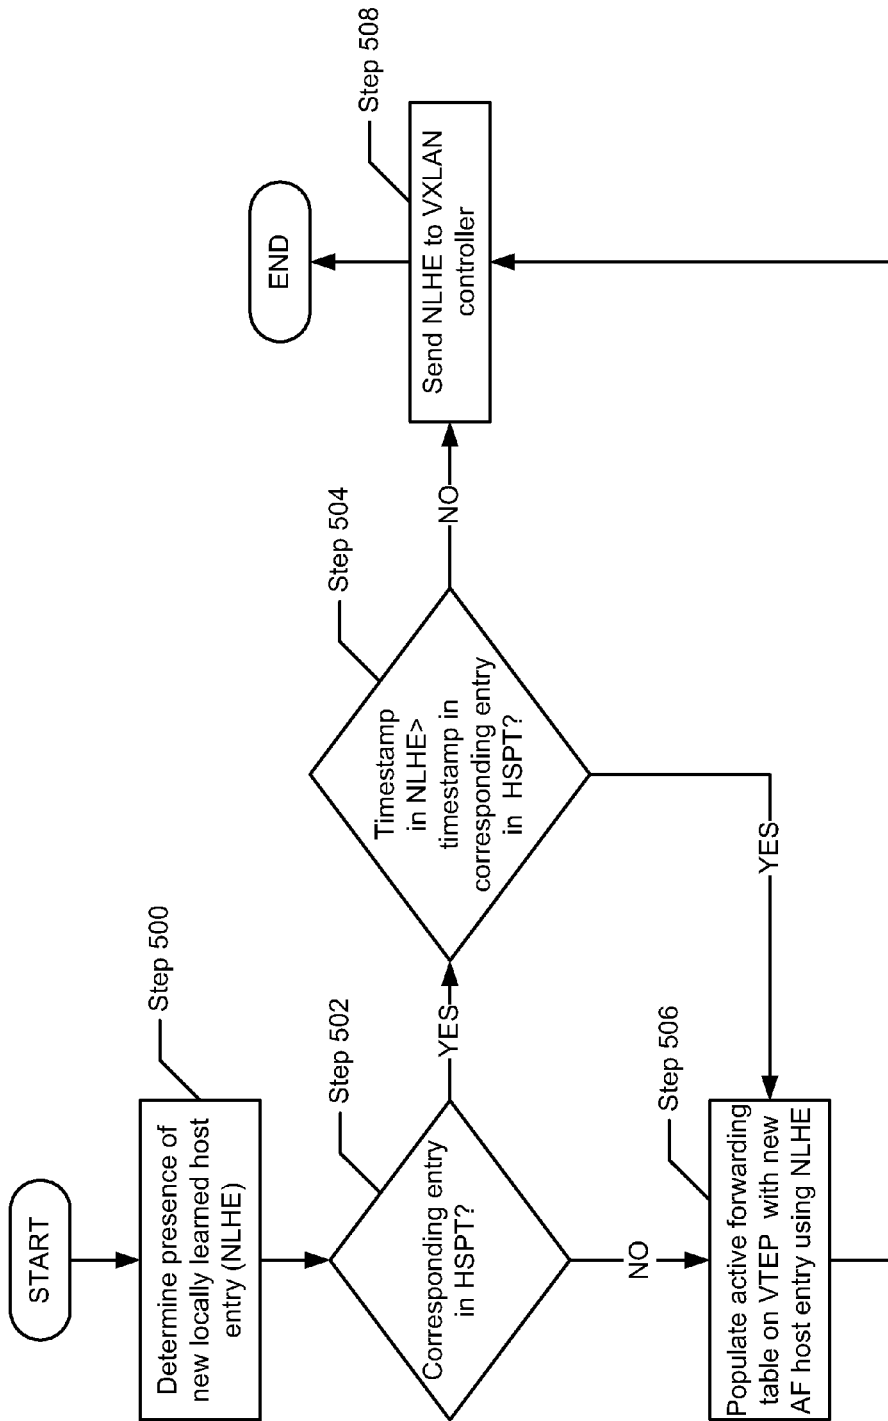 START
Step 500
Determine presence of
new locally learned host
entry (NLHE)
Step 502
Corresponding entry
in HSPT?
YES
NO
Step 504
Timestamp
in NLHE>
timestamp in
corresponding entry
in HSPT?
YES
NO
Step 506
Populate active forwarding
table on VTEP with new
AF host entry using NLHE
Step 508
Send NLHE to VXLAN
controller
END